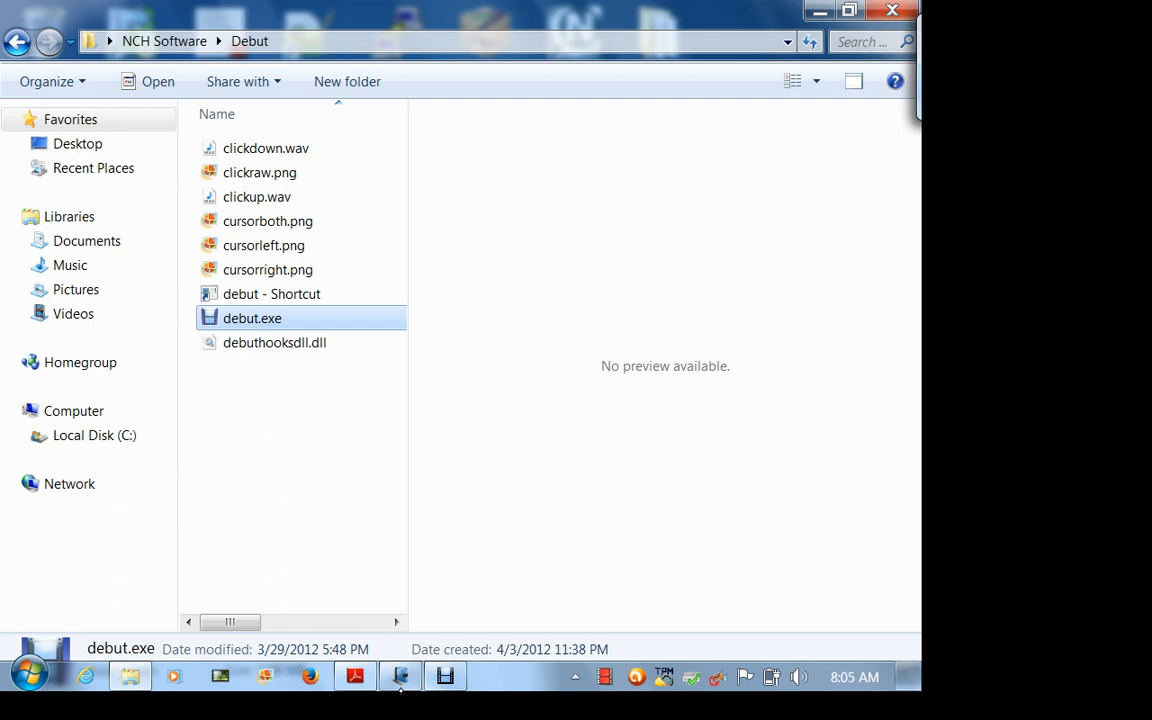 NCH Software Debut Search ...
Organize Open Share with New folder
Name
Favorites
Desktop
Recent Places
Libraries
Documents
Music
Pictures
Videos
Homegroup
Computer
Local Disk (C:)
Network
clickdown.wav
clickraw.png
clickup.wav
cursorboth.png
cursorleft.png
cursorright.png
debut - Shortcut
debut.exe
debuthooksdll.dll
No preview available.
debut.exe Date modified: 3/29/2012 5:48 PM Date created: 4/3/2012 11:38 PM
TPM
8:05 AM